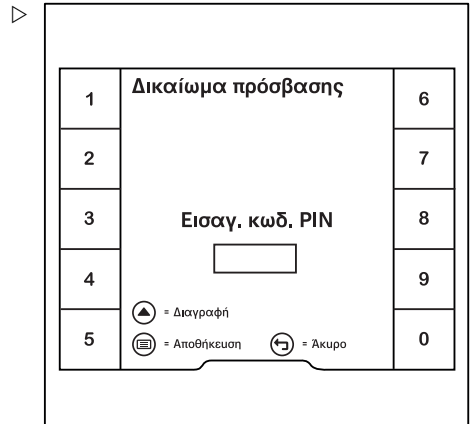 Δικαίωμα πρόσβασης
1
6
2
7
3
Εισαγ. κωδ. PIN
8
4
9
= Διαγραφή
5
= Αποθήκευση
= Άκυρο
0